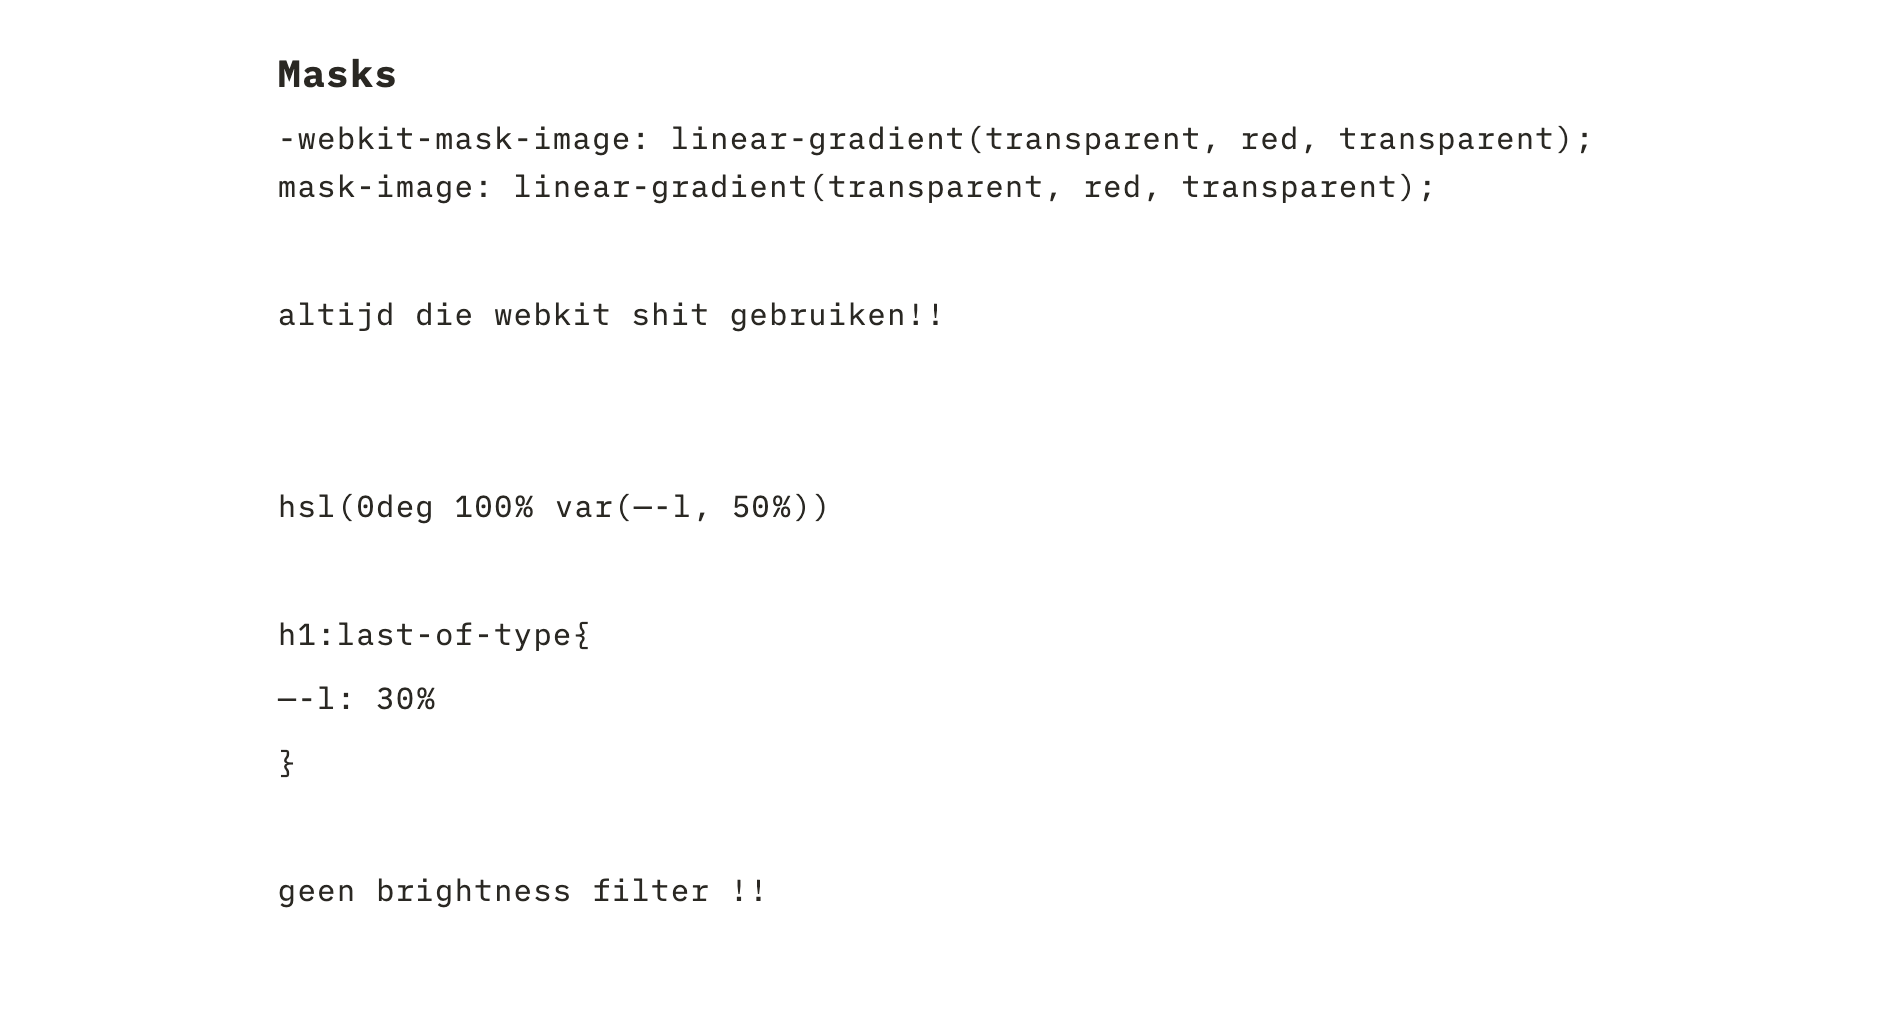 Masks
-webkit-mask-image: linear-gradient(transparent, red, transparent);
mask-image: linear-gradient(transparent, red, transparent);
altijd die webkit shit gebruiken!!
hsl(0deg 100% var(—-l, 50%))
h1:last-of-type{
—-l: 30%
}
geen brightness filter !!